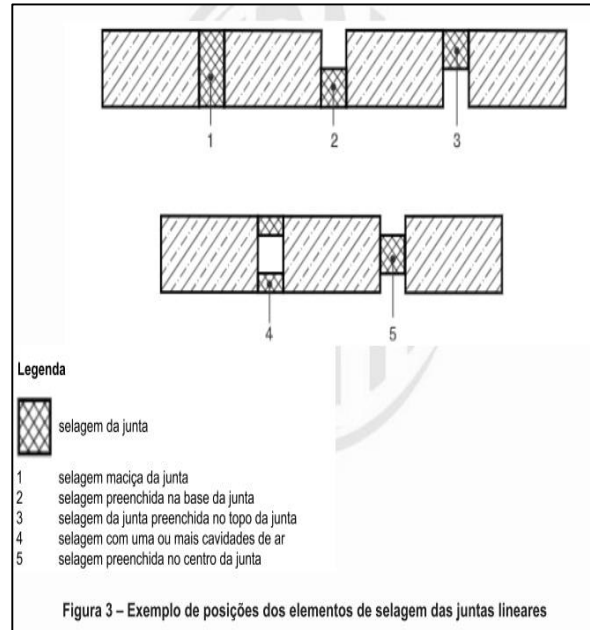 1 2 3
4 5
Legenda
selagem da junta
1 selagem maciça da junta
2 selagem preenchida na base da junta
3 selagem da junta preenchida no topo da junta
4 selagem com uma ou mais cavidades de ar
5 selagem preenchida no centro da junta
Figura 3 – Exemplo de posições dos elementos de selagem das juntas lineares